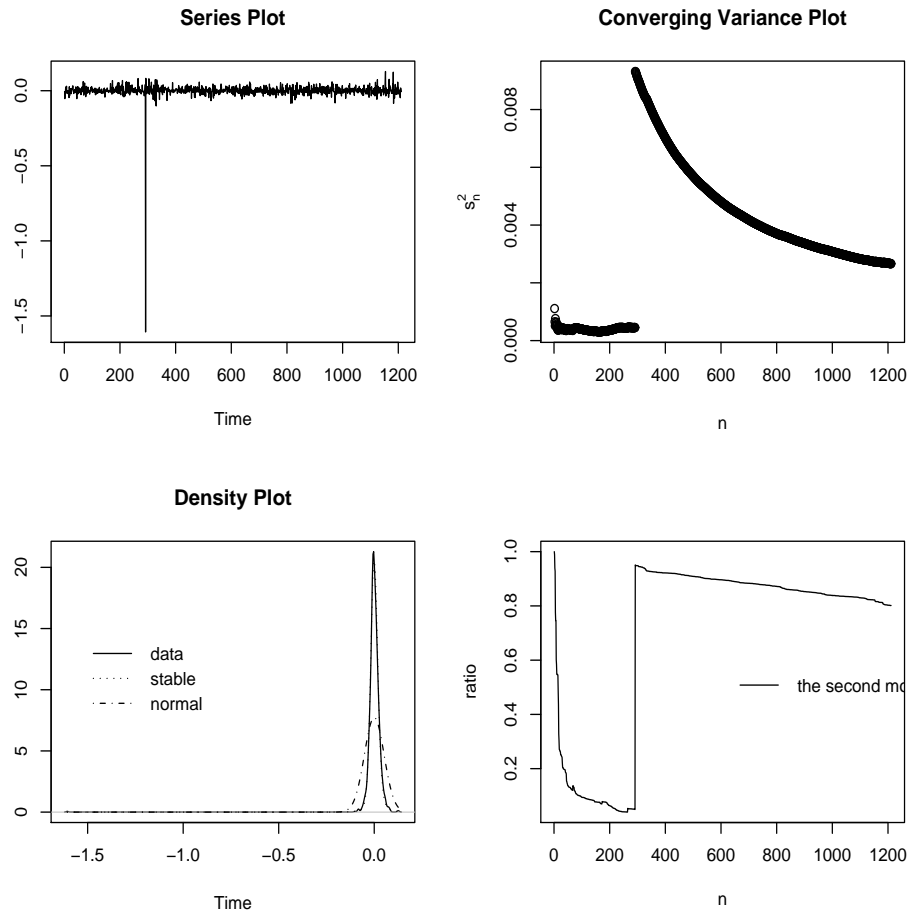 Series Plot
0.0
−0.5
−1.0
−1.5
0 200 400 600 800 1000 1200
Time
Converging Variance Plot
s²n
0.008
0.004
0.000
0 200 400 600 800 1000 1200
n
Density Plot
20
15
10
5
0
data
stable
normal
−1.5 −1.0 −0.5 0.0
Time
ratio
1.0
0.8
0.6
0.4
0.2
the second mo
0 200 400 600 800 1000 1200
n